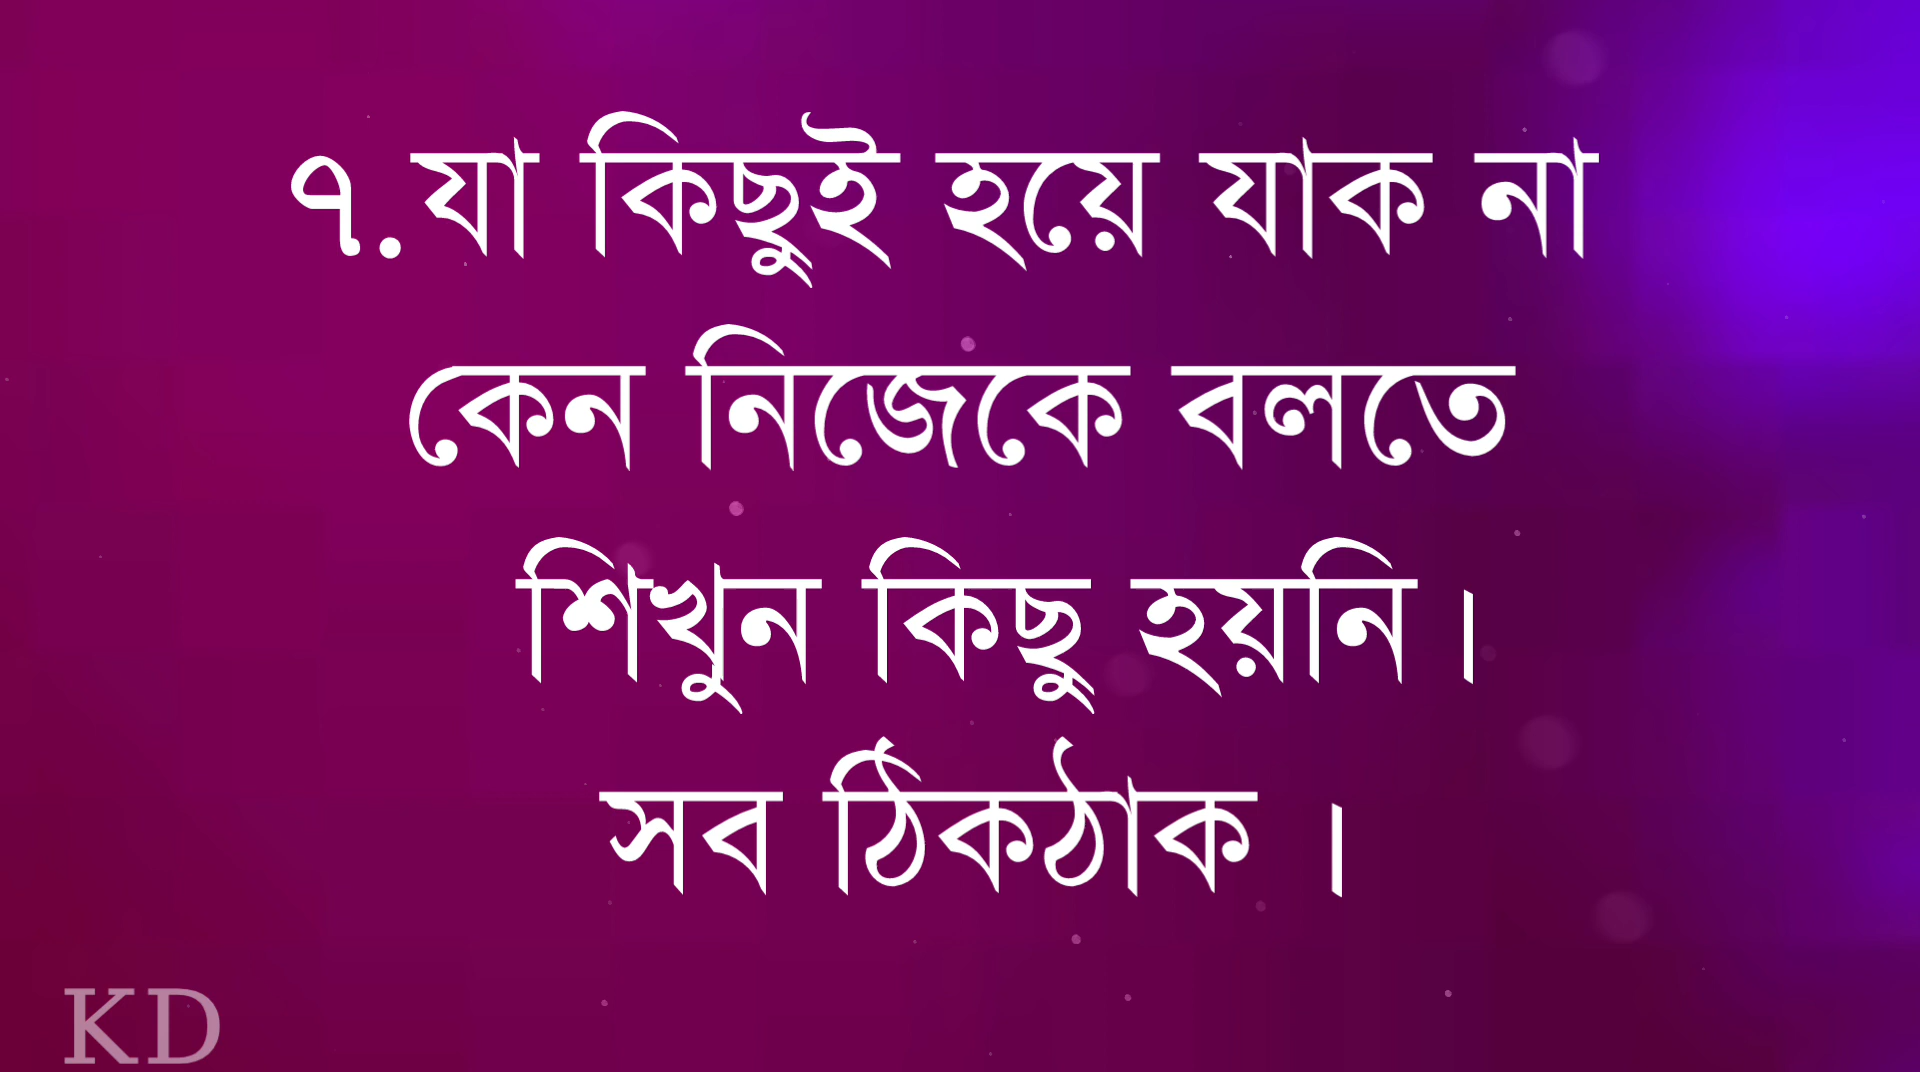 ৭.যা কিছুই হয়ে যাক না
কেন নিজেকে বলতে
শিখুন কিছু হয়নি।
সব ঠিকঠাক ।
KD